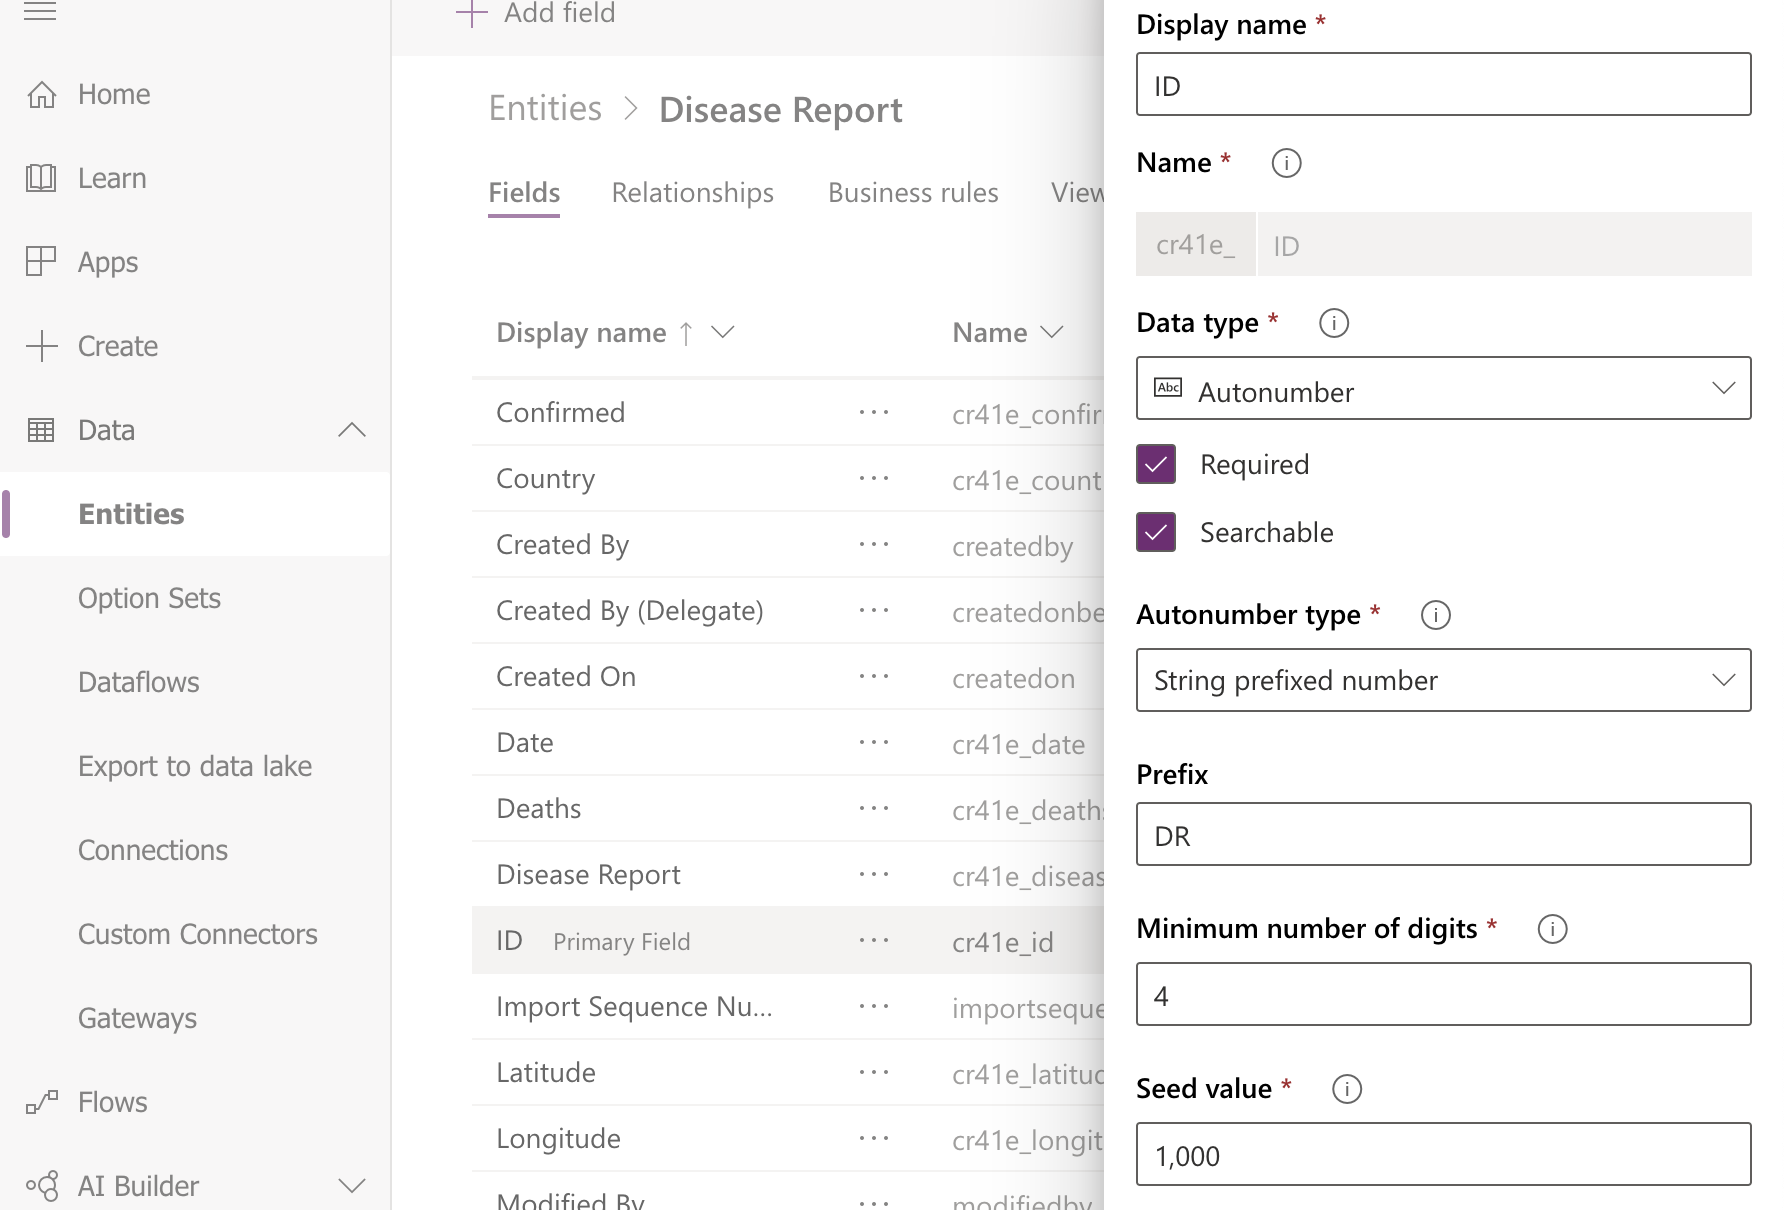 Home
Learn
Apps
Create
Data
Entities
Option Sets
Dataflows
Export to data lake
Connections
Custom Connectors
Gateways
Flows
AI Builder
Add field
Entities > Disease Report
Fields Relationships Business rules View
Display name ↑ Name
Confirmed ··· cr41e_confirm
Country ··· cr41e_count
Created By ··· createdby
Created By (Delegate) ··· createdonbe
Created On ··· createdon
Date ··· cr41e_date
Deaths ··· cr41e_deaths
Disease Report ··· cr41e_diseas
ID Primary Field ··· cr41e_id
Import Sequence Nu... ··· importseque
Latitude ··· cr41e_latitud
Longitude ··· cr41e_longit
Modified By ··· modifiedby
Display name *
ID
Name *
cr41e_ ID
Data type *
Abc Autonumber
Required
Searchable
Autonumber type *
String prefixed number
Prefix
DR
Minimum number of digits *
4
Seed value *
1,000